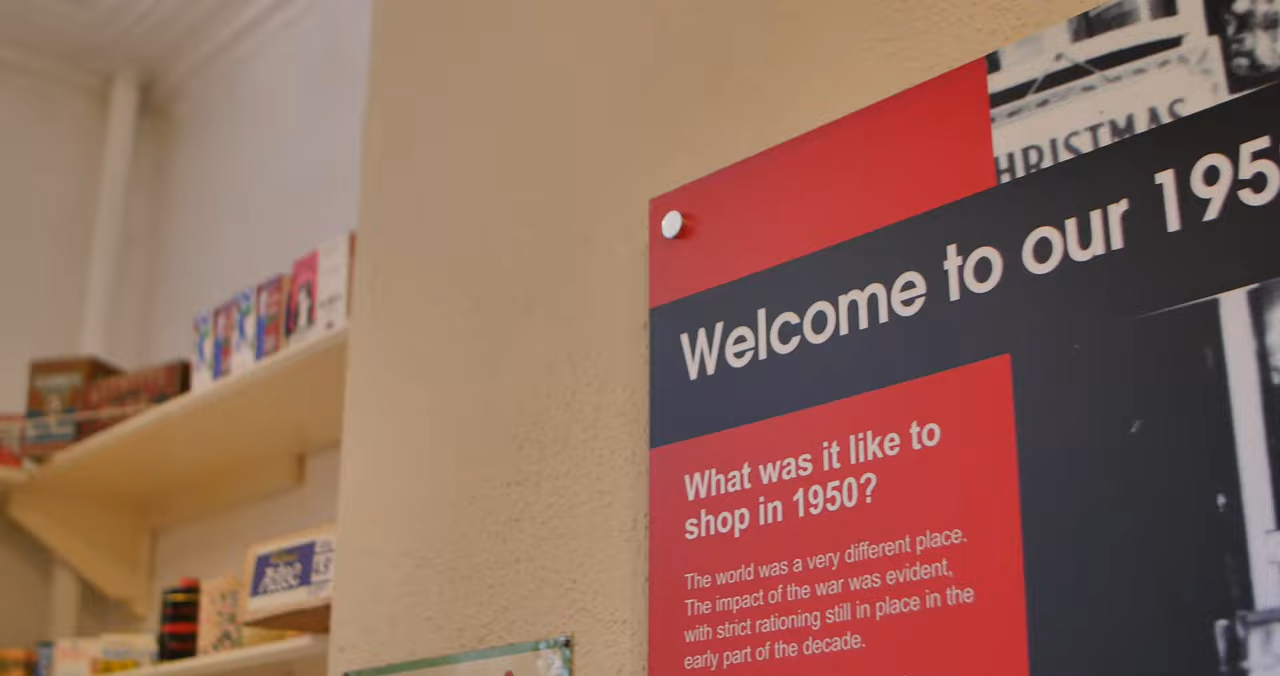 HRISTMAS
Welcome to our 195
What was it like to
shop in 1950?
The world was a very different place.
The impact of the war was evident,
with strict rationing still in place in the
early part of the decade.